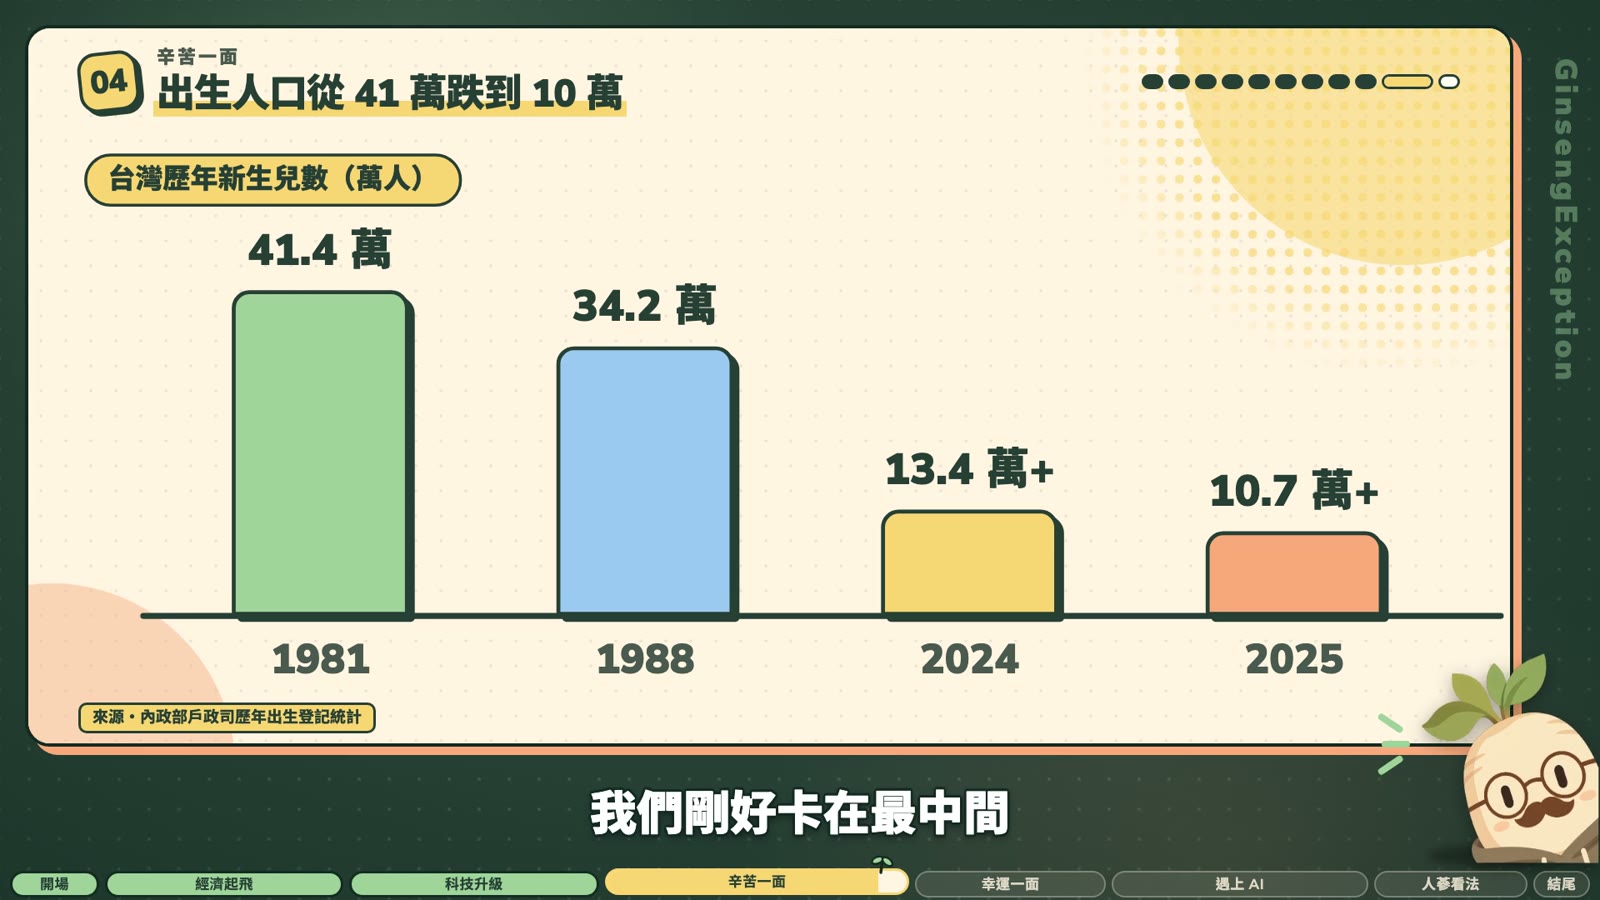 04
辛苦一面
出生人口從 41 萬跌到 10 萬
台灣歷年新生兒數（萬人）
41.4 萬
34.2 萬
13.4 萬+
10.7 萬+
1981
1988
2024
2025
來源・內政部戶政司歷年出生登記統計
GinsengException
我們剛好卡在最中間
開場
經濟起飛
科技升級
辛苦一面
幸運一面
遇上 AI
人蔘看法
結尾